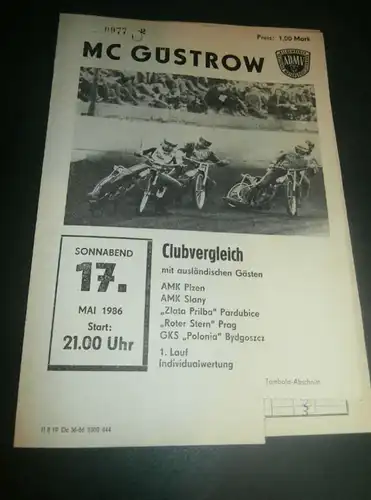 0977
Preis: 1,00 Mark
MC GÜSTROW
ADMV
SONNABEND
17.
MAI 1986
Start:
21.00 Uhr
Clubvergleich
mit ausländischen Gästen
AMK Plzen
AMK Slany
„Zlata Prilba" Pardubice
„Roter Stern" Prag
GKS „Polonia" Bydgoszcz
1. Lauf
Individualwertung
Tombola-Abschnitt